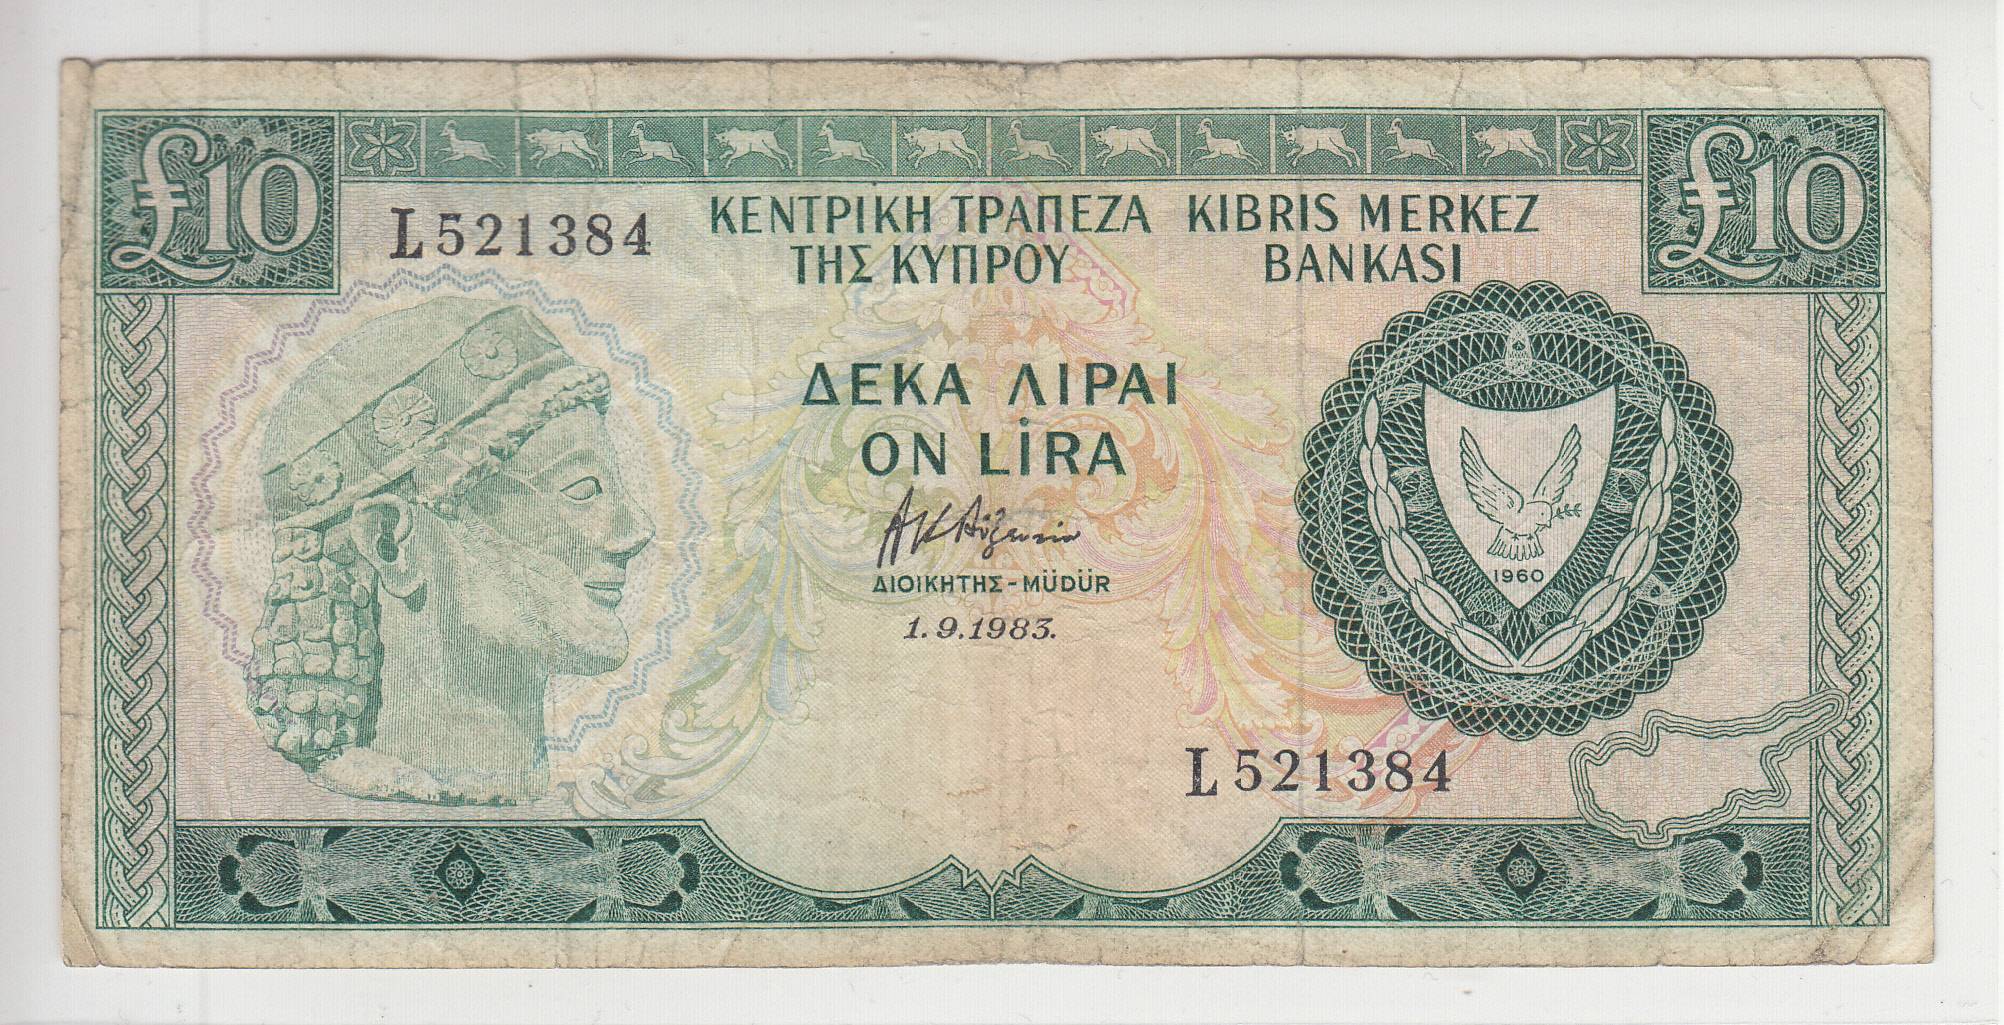 £10
£10
L521384
ΚΕΝΤΡΙΚΗ ΤΡΑΠΕΖΑ
ΤΗΣ ΚΥΠΡΟΥ
KIBRIS MERKEZ
BANKASI
ΔΕΚΑ ΛΙΡΑΙ
ON LİRA
ΔΙΟΙΚΗΤΗΣ - MÜDÜR
1.9.1983.
1960
L521384